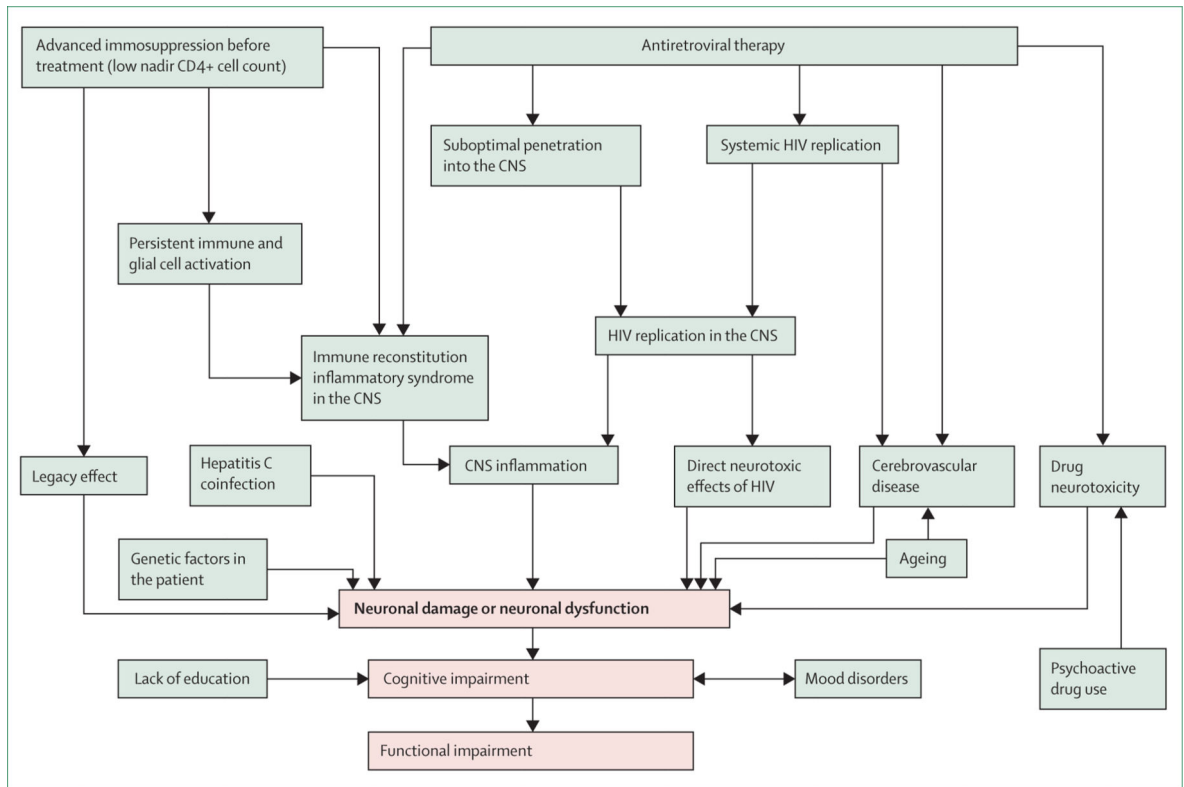 Advanced immosuppression before
treatment (low nadir CD4+ cell count)
Antiretroviral therapy
Suboptimal penetration
into the CNS
Systemic HIV replication
Persistent immune and
glial cell activation
HIV replication in the CNS
Immune reconstitution
inflammatory syndrome
in the CNS
Legacy effect
Hepatitis C
coinfection
CNS inflammation
Direct neurotoxic
effects of HIV
Cerebrovascular
disease
Drug
neurotoxicity
Genetic factors in
the patient
Ageing
Neuronal damage or neuronal dysfunction
Lack of education
Cognitive impairment
Mood disorders
Psychoactive
drug use
Functional impairment